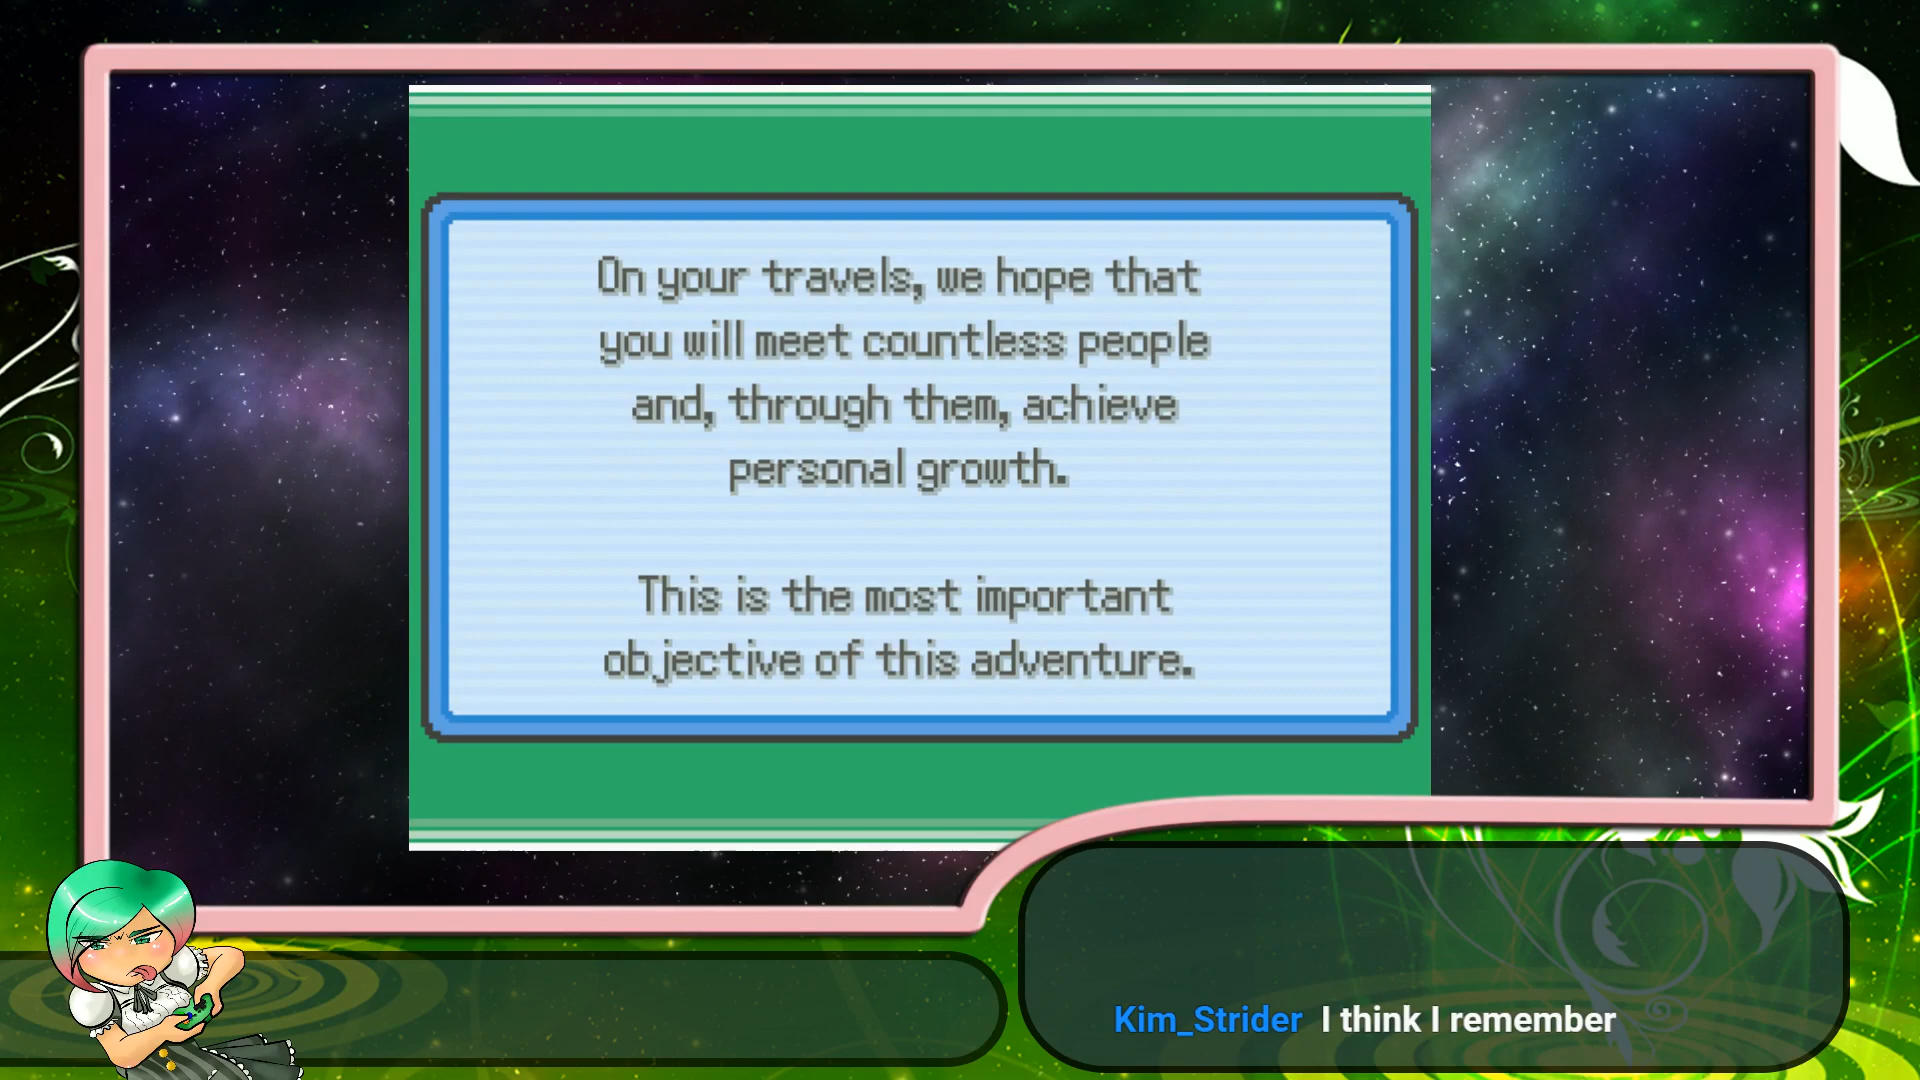 On your travels, we hope that
you will meet countless people
and, through them, achieve
personal growth.
This is the most important
objective of this adventure.
Kim_Strider I think I remember